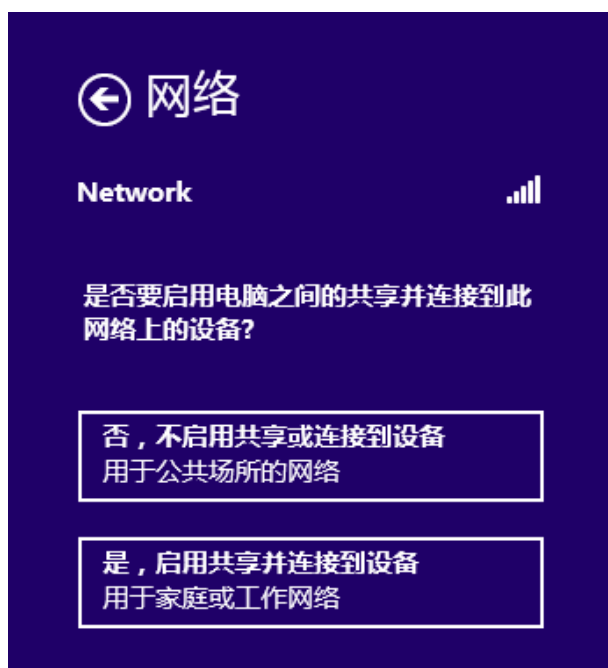 网络
Network
是否要启用电脑之间的共享并连接到此
网络上的设备?
否，不启用共享或连接到设备
用于公共场所的网络
是，启用共享并连接到设备
用于家庭或工作网络